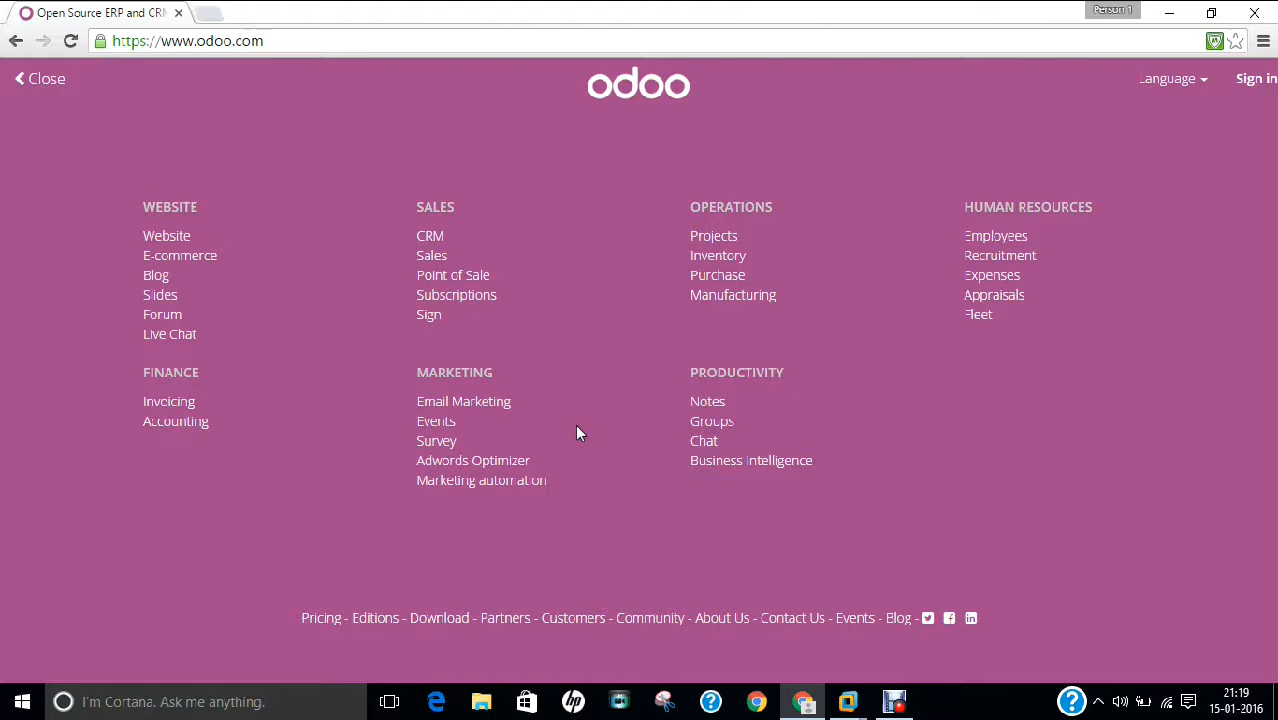 Open Source ERP and CRM
Person 1
https://www.odoo.com
Close
odoo
Language
Sign in
WEBSITE
Website
E-commerce
Blog
Slides
Forum
Live Chat
SALES
CRM
Sales
Point of Sale
Subscriptions
Sign
OPERATIONS
Projects
Inventory
Purchase
Manufacturing
HUMAN RESOURCES
Employees
Recruitment
Expenses
Appraisals
Fleet
FINANCE
Invoicing
Accounting
MARKETING
Email Marketing
Events
Survey
Adwords Optimizer
Marketing automation
PRODUCTIVITY
Notes
Groups
Chat
Business Intelligence
Pricing - Editions - Download - Partners - Customers - Community - About Us - Contact Us - Events - Blog -
I'm Cortana. Ask me anything.
hp
21:19
15-01-2016